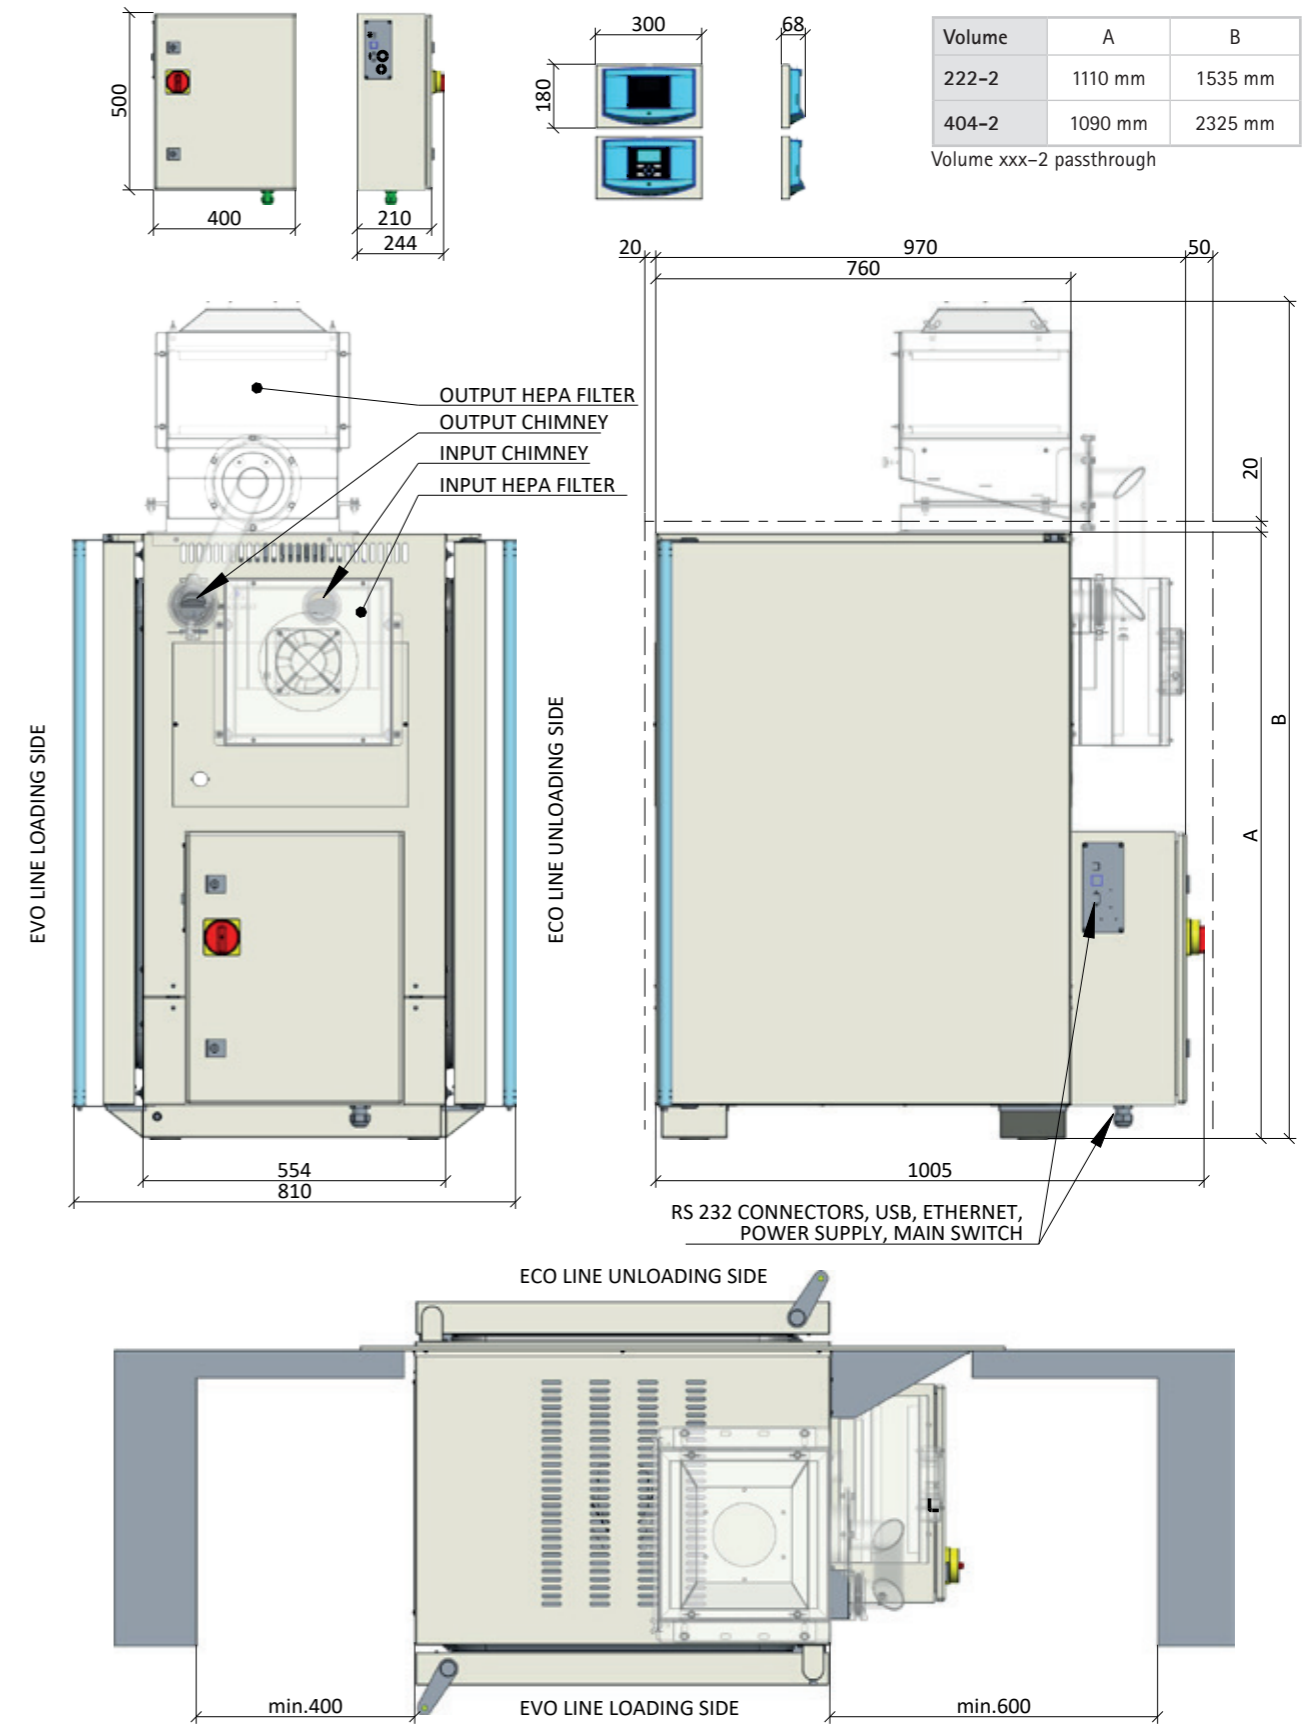 500
400
210
244
300
180
68
Volume A B
222-2 1110 mm 1535 mm
404-2 1090 mm 2325 mm
Volume xxx-2 passthrough
20 970 50
760
OUTPUT HEPA FILTER
OUTPUT CHIMNEY
INPUT CHIMNEY
INPUT HEPA FILTER
20
B
A
EVO LINE LOADING SIDE
ECO LINE UNLOADING SIDE
554
810
1005
RS 232 CONNECTORS, USB, ETHERNET,
POWER SUPPLY, MAIN SWITCH
ECO LINE UNLOADING SIDE
min.400
EVO LINE LOADING SIDE
min.600